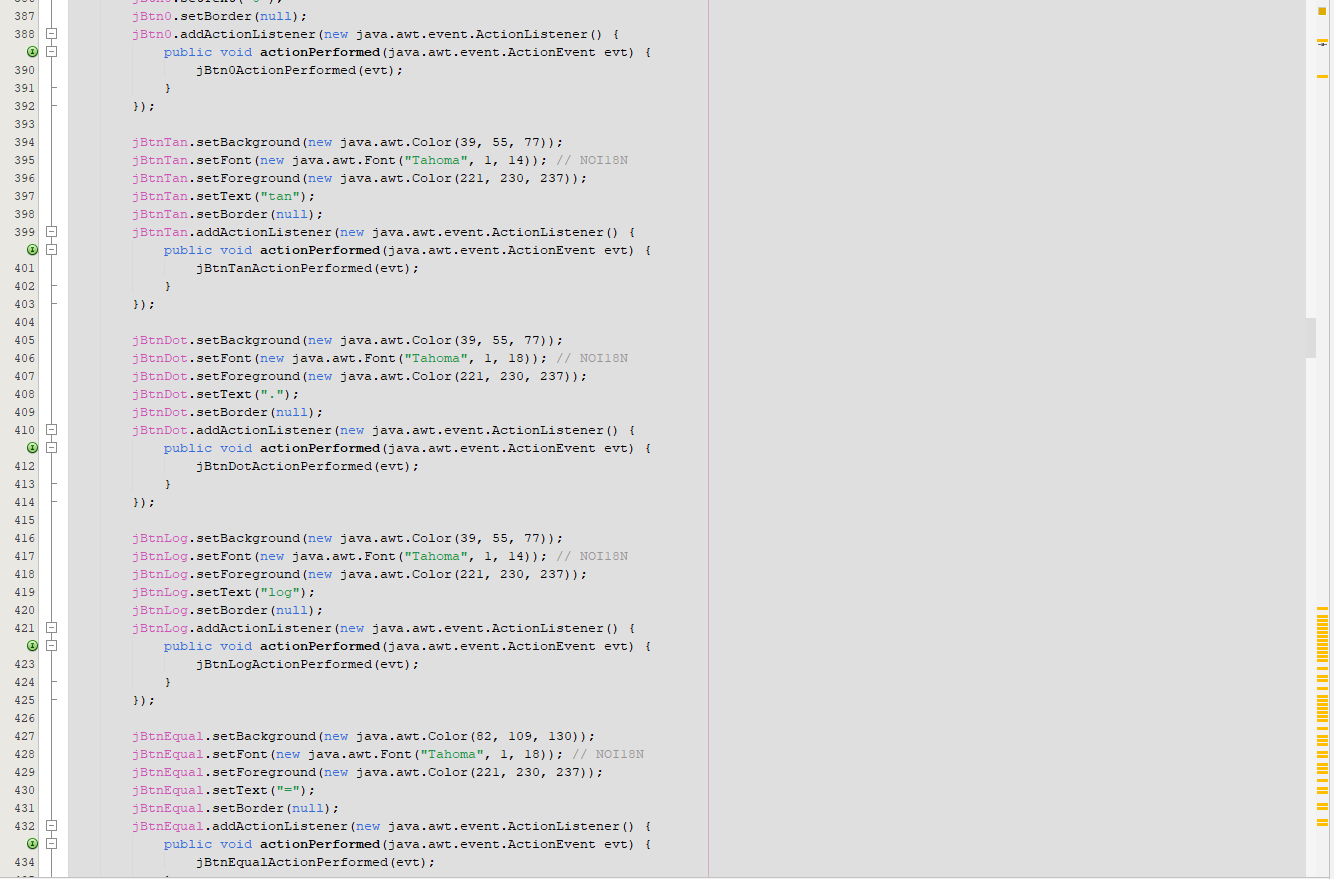 387 jBtn0.setBorder(null);
388 jBtn0.addActionListener(new java.awt.event.ActionListener() {
public void actionPerformed(java.awt.event.ActionEvent evt) {
390 jBtn0ActionPerformed(evt);
391 }
392 });
393
394 jBtnTan.setBackground(new java.awt.Color(39, 55, 77));
395 jBtnTan.setFont(new java.awt.Font("Tahoma", 1, 14)); // NOI18N
396 jBtnTan.setForeground(new java.awt.Color(221, 230, 237));
397 jBtnTan.setText("tan");
398 jBtnTan.setBorder(null);
399 jBtnTan.addActionListener(new java.awt.event.ActionListener() {
public void actionPerformed(java.awt.event.ActionEvent evt) {
401 jBtnTanActionPerformed(evt);
402 }
403 });
404
405 jBtnDot.setBackground(new java.awt.Color(39, 55, 77));
406 jBtnDot.setFont(new java.awt.Font("Tahoma", 1, 18)); // NOI18N
407 jBtnDot.setForeground(new java.awt.Color(221, 230, 237));
408 jBtnDot.setText(".");
409 jBtnDot.setBorder(null);
410 jBtnDot.addActionListener(new java.awt.event.ActionListener() {
public void actionPerformed(java.awt.event.ActionEvent evt) {
412 jBtnDotActionPerformed(evt);
413 }
414 });
415
416 jBtnLog.setBackground(new java.awt.Color(39, 55, 77));
417 jBtnLog.setFont(new java.awt.Font("Tahoma", 1, 14)); // NOI18N
418 jBtnLog.setForeground(new java.awt.Color(221, 230, 237));
419 jBtnLog.setText("log");
420 jBtnLog.setBorder(null);
421 jBtnLog.addActionListener(new java.awt.event.ActionListener() {
public void actionPerformed(java.awt.event.ActionEvent evt) {
423 jBtnLogActionPerformed(evt);
424 }
425 });
426
427 jBtnEqual.setBackground(new java.awt.Color(82, 109, 130));
428 jBtnEqual.setFont(new java.awt.Font("Tahoma", 1, 18)); // NOI18N
429 jBtnEqual.setForeground(new java.awt.Color(221, 230, 237));
430 jBtnEqual.setText("=");
431 jBtnEqual.setBorder(null);
432 jBtnEqual.addActionListener(new java.awt.event.ActionListener() {
public void actionPerformed(java.awt.event.ActionEvent evt) {
434 jBtnEqualActionPerformed(evt);